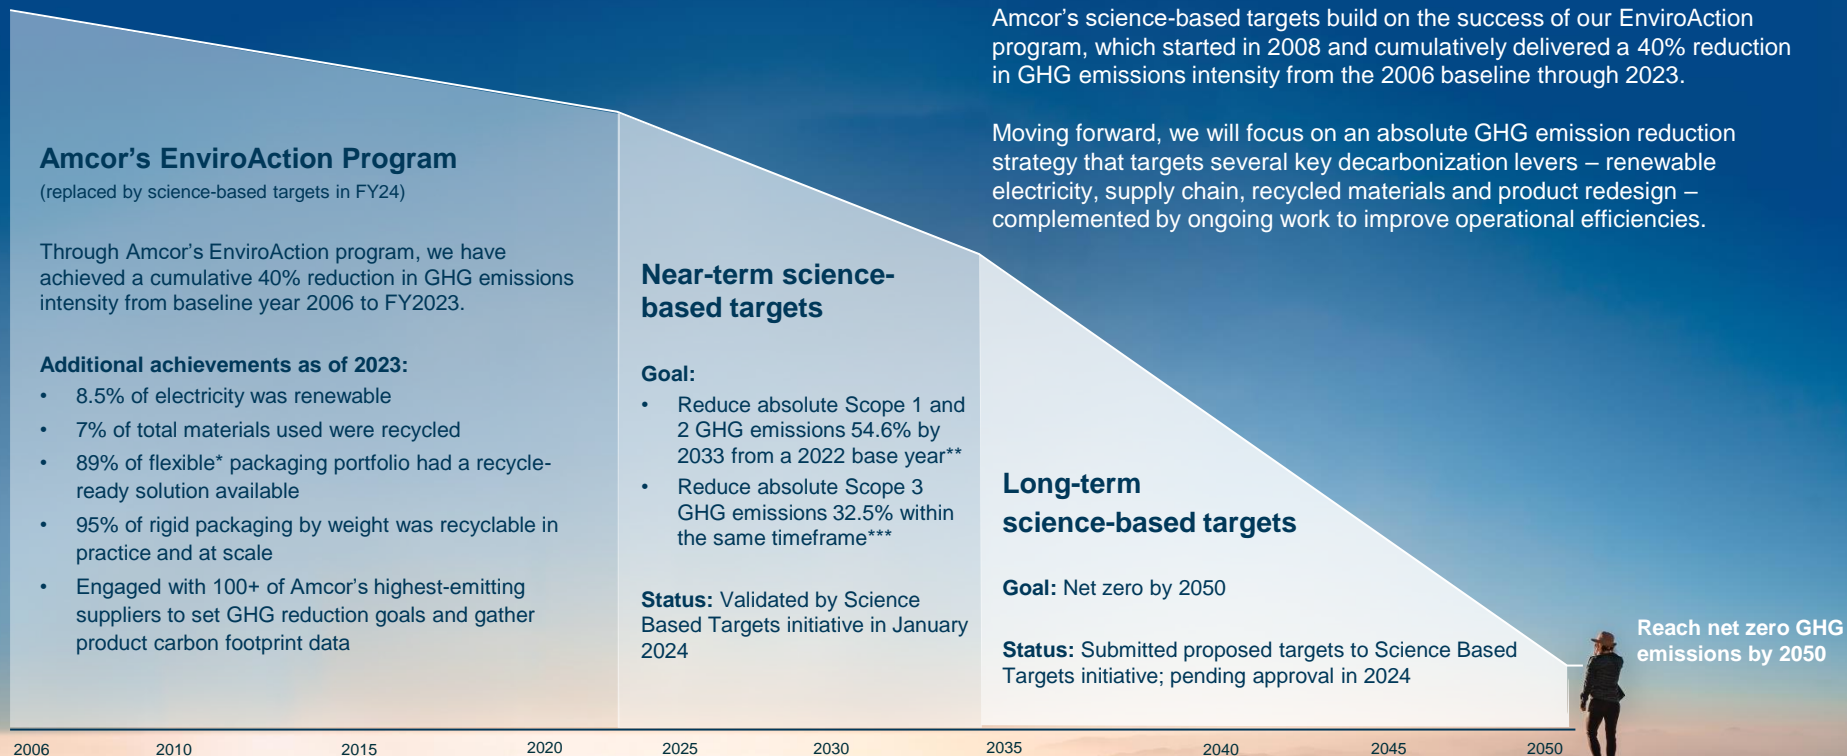 Amcor’s science-based targets build on the success of our EnviroAction
program, which started in 2008 and cumulatively delivered a 40% reduction
in GHG emissions intensity from the 2006 baseline through 2023.
Moving forward, we will focus on an absolute GHG emission reduction
strategy that targets several key decarbonization levers – renewable
electricity, supply chain, recycled materials and product redesign –
complemented by ongoing work to improve operational efficiencies.
Amcor’s EnviroAction Program
(replaced by science-based targets in FY24)
Through Amcor’s EnviroAction program, we have
achieved a cumulative 40% reduction in GHG emissions
intensity from baseline year 2006 to FY2023.
Additional achievements as of 2023:
• 8.5% of electricity was renewable
• 7% of total materials used were recycled
• 89% of flexible* packaging portfolio had a recycle-
ready solution available
• 95% of rigid packaging by weight was recyclable in
practice and at scale
• Engaged with 100+ of Amcor’s highest-emitting
suppliers to set GHG reduction goals and gather
product carbon footprint data
Near-term science-
based targets
Goal:
• Reduce absolute Scope 1 and
2 GHG emissions 54.6% by
2033 from a 2022 base year**
• Reduce absolute Scope 3
GHG emissions 32.5% within
the same timeframe***
Status: Validated by Science
Based Targets initiative in January
2024
Long-term
science-based targets
Goal: Net zero by 2050
Status: Submitted proposed targets to Science Based
Targets initiative; pending approval in 2024
Reach net zero GHG
emissions by 2050
2006 2010 2015 2020 2025 2030 2035 2040 2045 2050